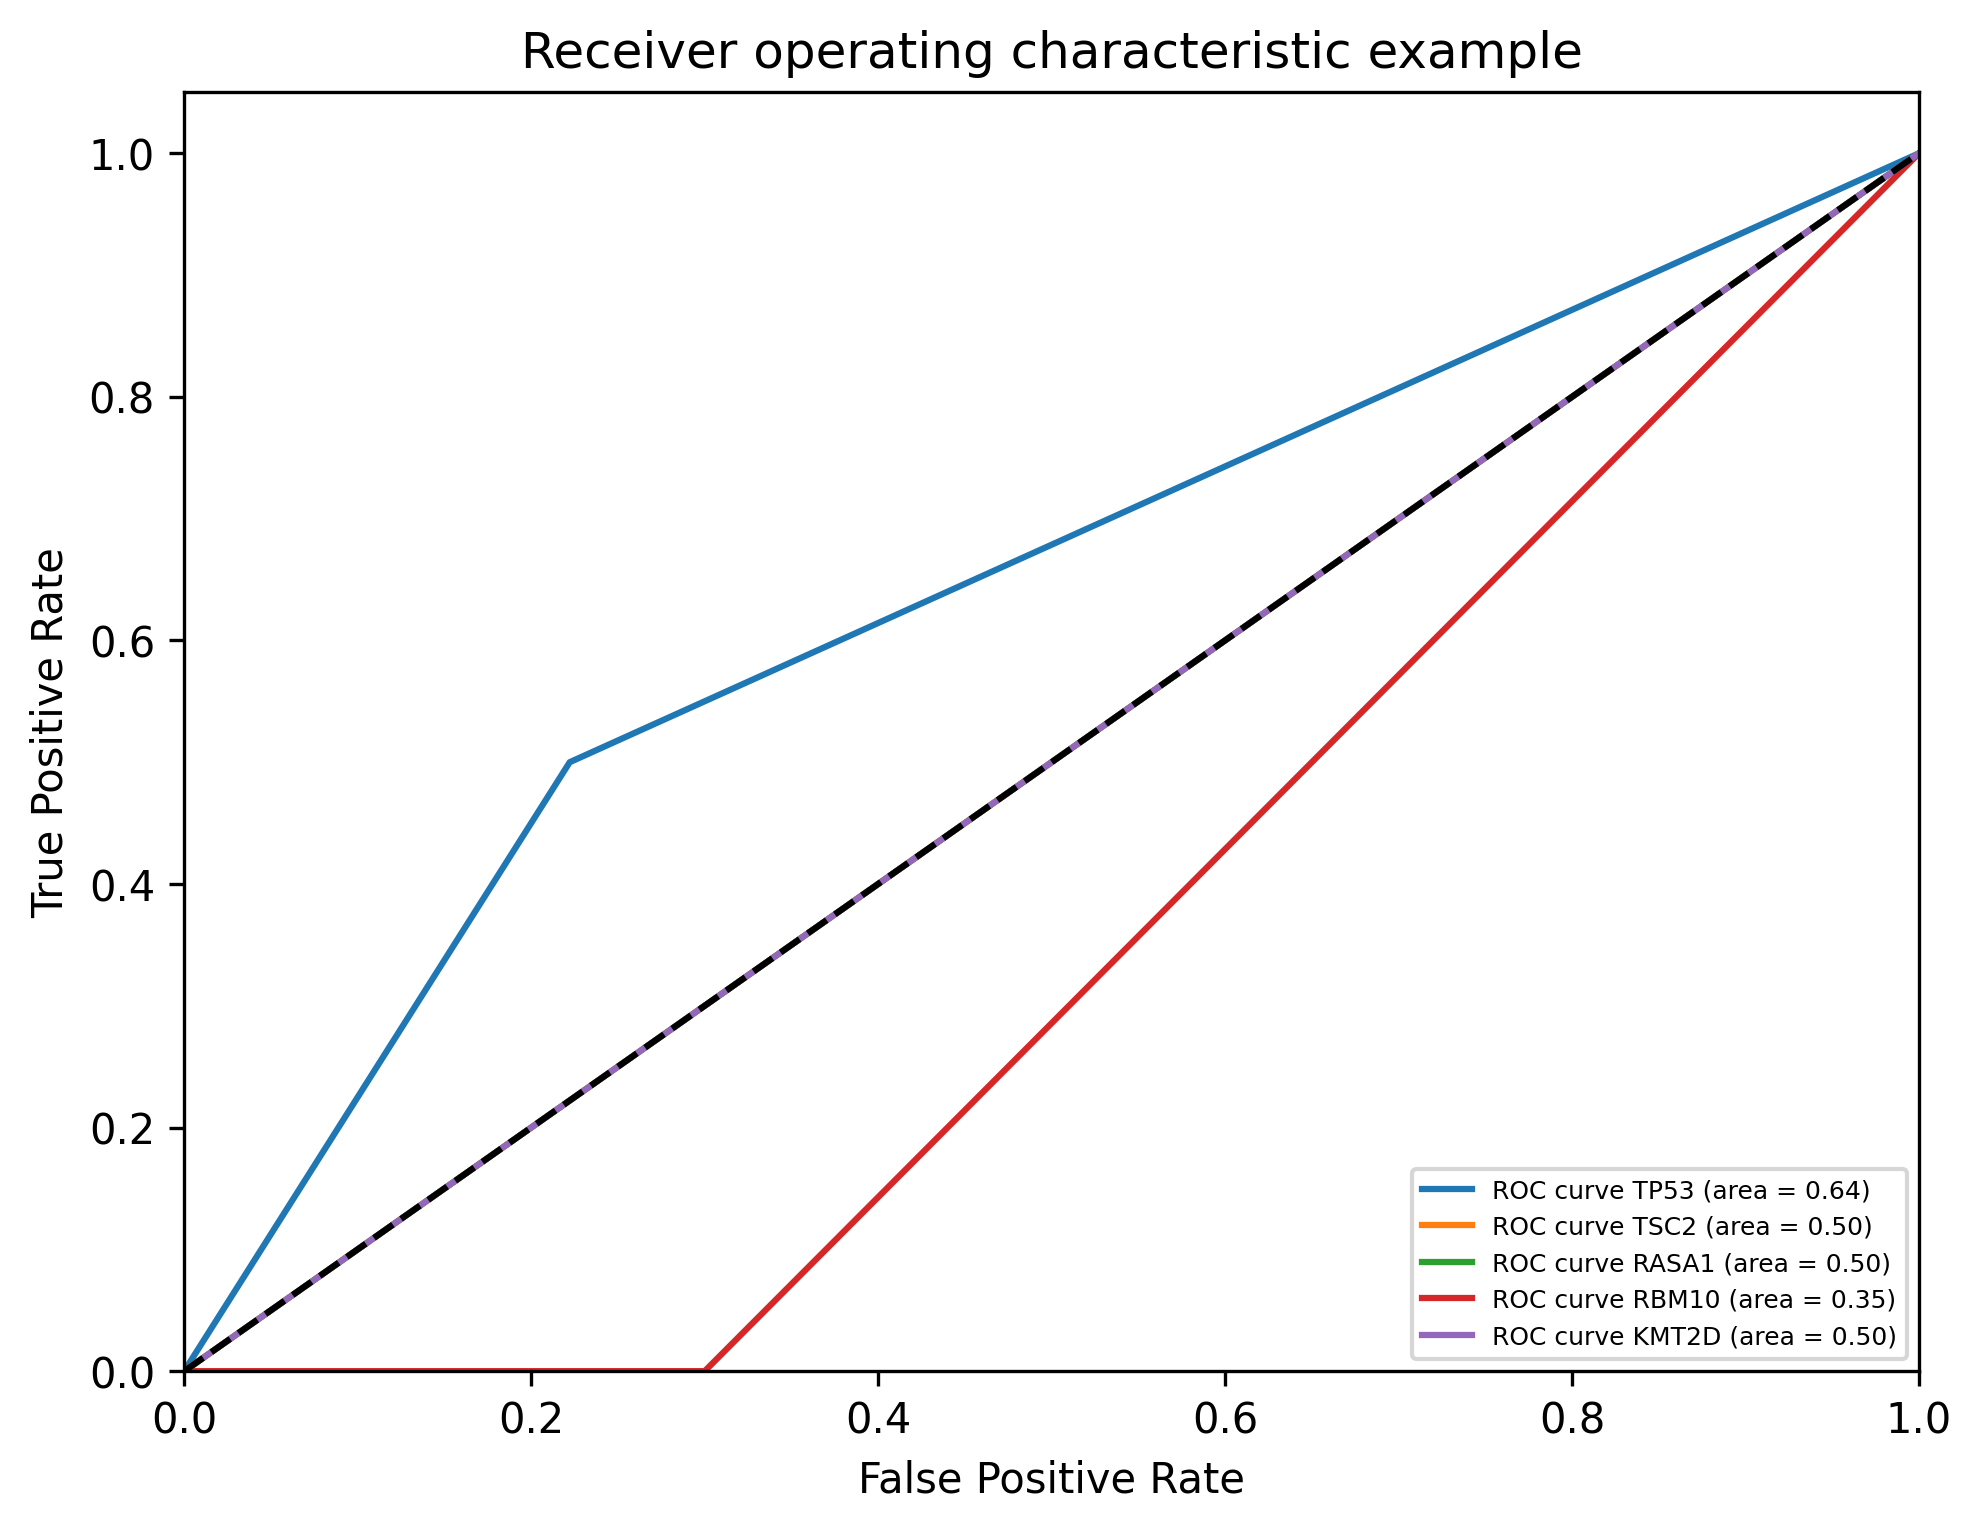 Receiver operating characteristic example
True Positive Rate
1.0
0.8
0.6
0.4
0.2
0.0
0.0 0.2 0.4 0.6 0.8 1.0
False Positive Rate
ROC curve TP53 (area = 0.64)
ROC curve TSC2 (area = 0.50)
ROC curve RASA1 (area = 0.50)
ROC curve RBM10 (area = 0.35)
ROC curve KMT2D (area = 0.50)